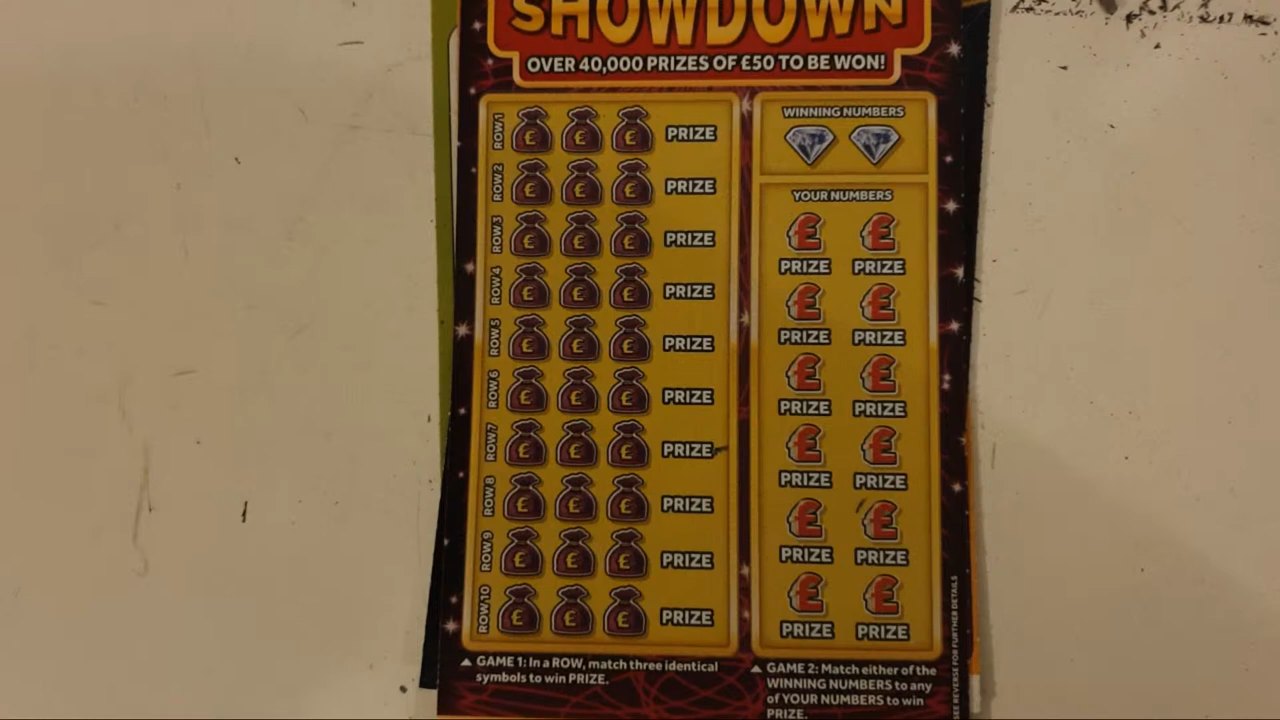 SHOWDOWN
OVER 40,000 PRIZES OF £50 TO BE WON!
ROW 1 £ £ £ PRIZE
ROW 2 £ £ £ PRIZE
ROW 3 £ £ £ PRIZE
ROW 4 £ £ £ PRIZE
ROW 5 £ £ £ PRIZE
ROW 6 £ £ £ PRIZE
ROW 7 £ £ £ PRIZE
ROW 8 £ £ £ PRIZE
ROW 9 £ £ £ PRIZE
ROW 10 £ £ £ PRIZE
GAME 1: In a ROW, match three identical
symbols to win PRIZE.
WINNING NUMBERS
YOUR NUMBERS
£ £
PRIZE PRIZE
£ £
PRIZE PRIZE
£ £
PRIZE PRIZE
£ £
PRIZE PRIZE
£ £
PRIZE PRIZE
£ £
PRIZE PRIZE
GAME 2: Match either of the
WINNING NUMBERS to any
of YOUR NUMBERS to win
PRIZE.
SEE REVERSE FOR FURTHER DETAILS